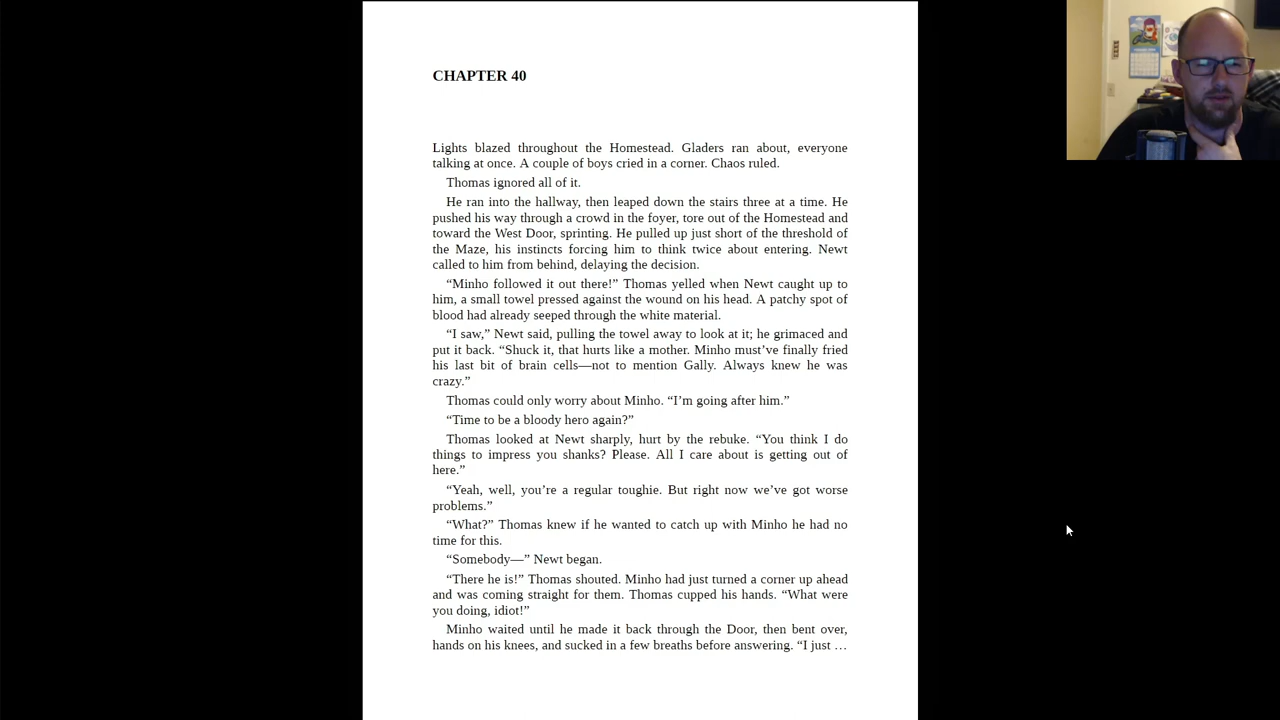 CHAPTER 40
Lights blazed throughout the Homestead. Gladers ran about, everyone
talking at once. A couple of boys cried in a corner. Chaos ruled.
Thomas ignored all of it.
He ran into the hallway, then leaped down the stairs three at a time. He
pushed his way through a crowd in the foyer, tore out of the Homestead and
toward the West Door, sprinting. He pulled up just short of the threshold of
the Maze, his instincts forcing him to think twice about entering. Newt
called to him from behind, delaying the decision.
“Minho followed it out there!” Thomas yelled when Newt caught up to
him, a small towel pressed against the wound on his head. A patchy spot of
blood had already seeped through the white material.
“I saw,” Newt said, pulling the towel away to look at it; he grimaced and
put it back. “Shuck it, that hurts like a mother. Minho must’ve finally fried
his last bit of brain cells—not to mention Gally. Always knew he was
crazy.”
Thomas could only worry about Minho. “I’m going after him.”
“Time to be a bloody hero again?”
Thomas looked at Newt sharply, hurt by the rebuke. “You think I do
things to impress you shanks? Please. All I care about is getting out of
here.”
“Yeah, well, you’re a regular toughie. But right now we’ve got worse
problems.”
“What?” Thomas knew if he wanted to catch up with Minho he had no
time for this.
“Somebody—” Newt began.
“There he is!” Thomas shouted. Minho had just turned a corner up ahead
and was coming straight for them. Thomas cupped his hands. “What were
you doing, idiot!”
Minho waited until he made it back through the Door, then bent over,
hands on his knees, and sucked in a few breaths before answering. “I just …